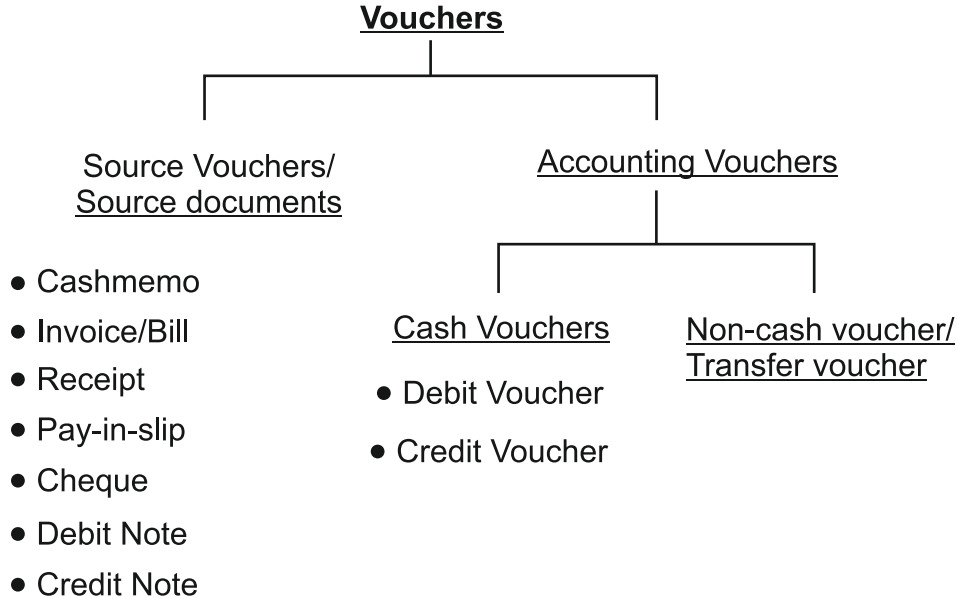 Vouchers
Source Vouchers/
Source documents
• Cashmemo
• Invoice/Bill
• Receipt
• Pay-in-slip
• Cheque
• Debit Note
• Credit Note
Accounting Vouchers
Cash Vouchers
• Debit Voucher
• Credit Voucher
Non-cash voucher/
Transfer voucher